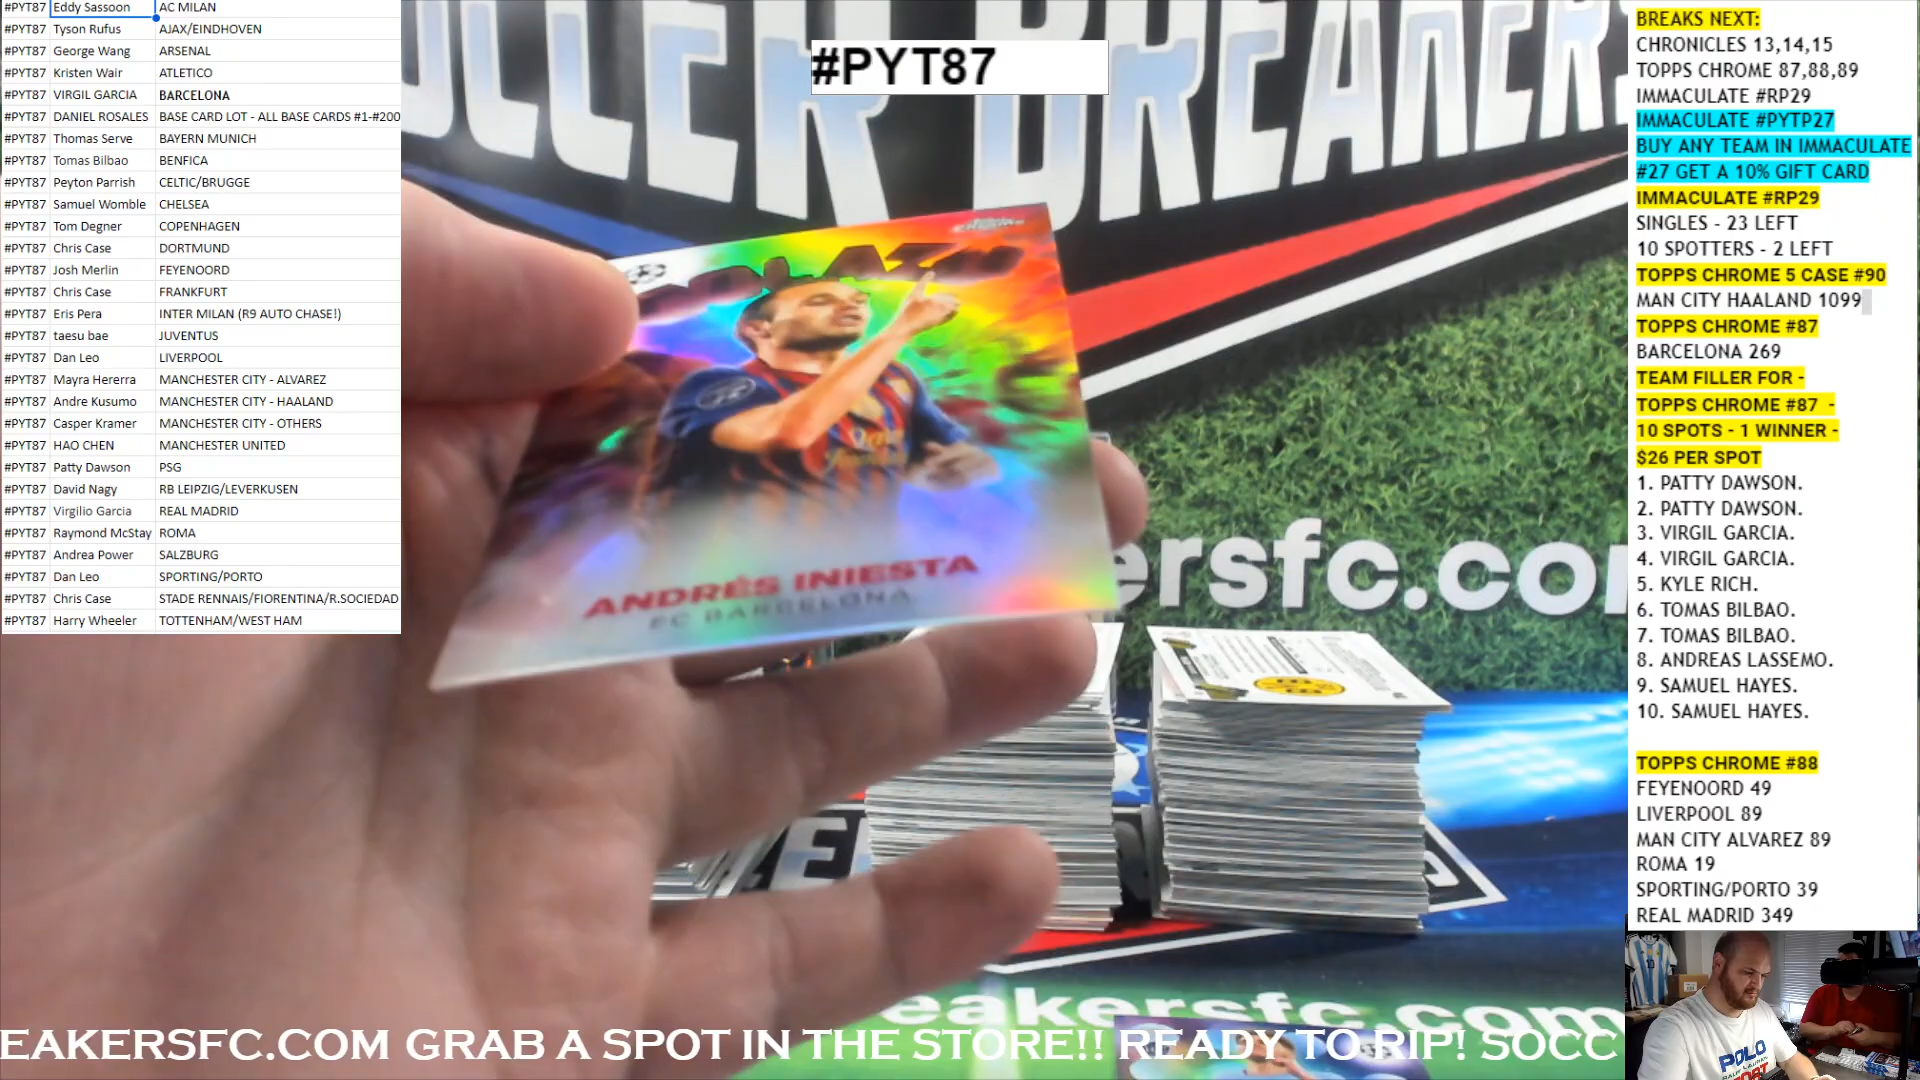 #PYT87 Eddy Sassoon AC MILAN
#PYT87 Tyson Rufus AJAX/EINDHOVEN
#PYT87 George Wang ARSENAL
#PYT87 Kristen Wair ATLETICO
#PYT87 VIRGIL GARCIA BARCELONA
#PYT87 DANIEL ROSALES BASE CARD LOT - ALL BASE CARDS #1-#200
#PYT87 Thomas Serve BAYERN MUNICH
#PYT87 Tomas Bilbao BENFICA
#PYT87 Peyton Parrish CELTIC/BRUGGE
#PYT87 Samuel Womble CHELSEA
#PYT87 Tom Degner COPENHAGEN
#PYT87 Chris Case DORTMUND
#PYT87 Josh Merlin FEYENOORD
#PYT87 Chris Case FRANKFURT
#PYT87 Eris Pera INTER MILAN (R9 AUTO CHASE!)
#PYT87 taesu bae JUVENTUS
#PYT87 Dan Leo LIVERPOOL
#PYT87 Mayra Hererra MANCHESTER CITY - ALVAREZ
#PYT87 Andre Kusumo MANCHESTER CITY - HAALAND
#PYT87 Casper Kramer MANCHESTER CITY - OTHERS
#PYT87 HAO CHEN MANCHESTER UNITED
#PYT87 Patty Dawson PSG
#PYT87 David Nagy RB LEIPZIG/LEVERKUSEN
#PYT87 Virgilio Garcia REAL MADRID
#PYT87 Raymond McStay ROMA
#PYT87 Andrea Power SALZBURG
#PYT87 Dan Leo SPORTING/PORTO
#PYT87 Chris Case STADE RENNAIS/FIORENTINA/R.SOCIEDAD
#PYT87 Harry Wheeler TOTTENHAM/WEST HAM
#PYT87
CCER BREAKERS
ANDRÉS INIESTA
FC BARCELONA
ersfc.co
eakersfc.com
BREAKS NEXT:
CHRONICLES 13,14,15
TOPPS CHROME 87,88,89
IMMACULATE #RP29
IMMACULATE #PYTP27
BUY ANY TEAM IN IMMACULATE
#27 GET A 10% GIFT CARD
IMMACULATE #RP29
SINGLES - 23 LEFT
10 SPOTTERS - 2 LEFT
TOPPS CHROME 5 CASE #90
MAN CITY HAALAND 1099
TOPPS CHROME #87
BARCELONA 269
TEAM FILLER FOR -
TOPPS CHROME #87 -
10 SPOTS - 1 WINNER -
$26 PER SPOT
1. PATTY DAWSON.
2. PATTY DAWSON.
3. VIRGIL GARCIA.
4. VIRGIL GARCIA.
5. KYLE RICH.
6. TOMAS BILBAO.
7. TOMAS BILBAO.
8. ANDREAS LASSEMO.
9. SAMUEL HAYES.
10. SAMUEL HAYES.
TOPPS CHROME #88
FEYENOORD 49
LIVERPOOL 89
MAN CITY ALVAREZ 89
ROMA 19
SPORTING/PORTO 39
REAL MADRID 349
POLO
EAKERSFC.COM GRAB A SPOT IN THE STORE!! READY TO RIP! SOCC